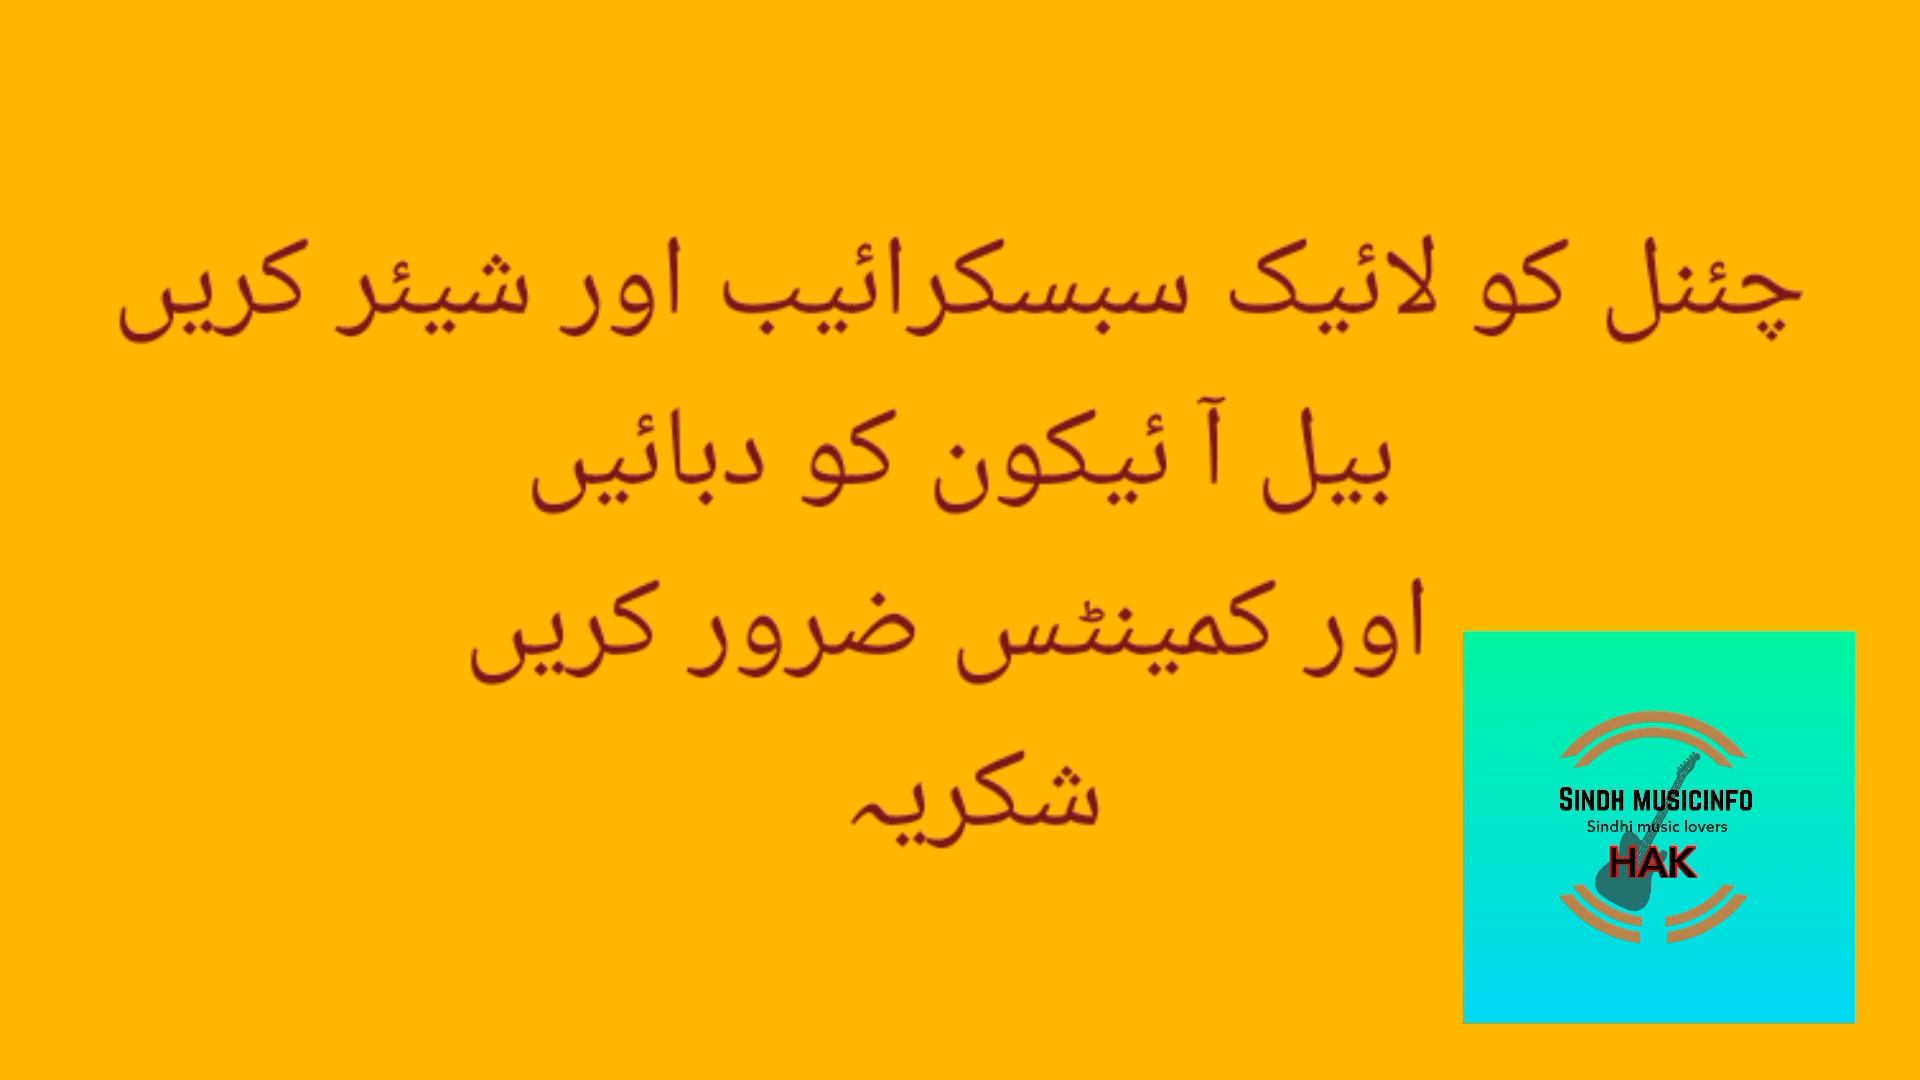 چئنل کو لائیک سبسکرائیب اور شیئر کریں
بیل آ ئیکون کو دبائیں
اور کمینٹس ضرور کریں
شکریہ
SINDH MUSICINFO
Sindhi music lovers
HAK